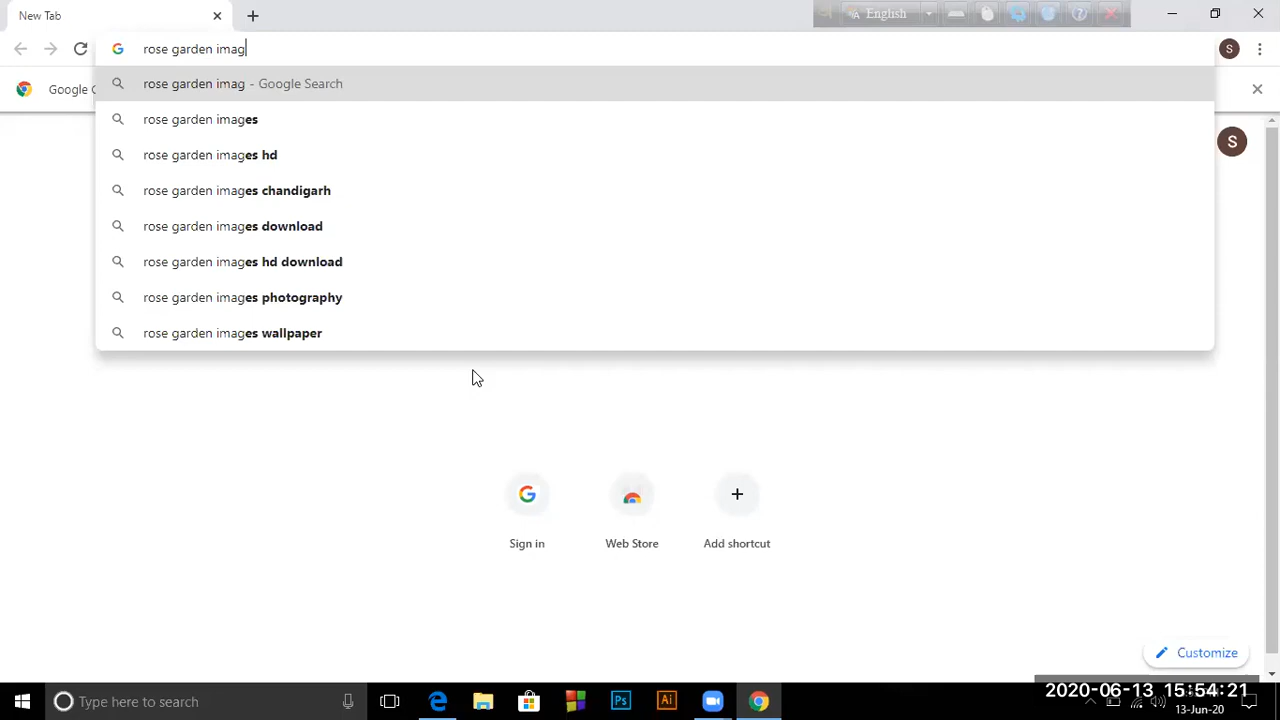 New Tab
English
rose garden imag
S
Google C
rose garden imag - Google Search
rose garden images
rose garden images hd
rose garden images chandigarh
rose garden images download
rose garden images hd download
rose garden images photography
rose garden images wallpaper
S
Sign in
Web Store
Add shortcut
Customize
Type here to search
Ps
Ai
2020-06-13 15:54:21
13-Jun-20